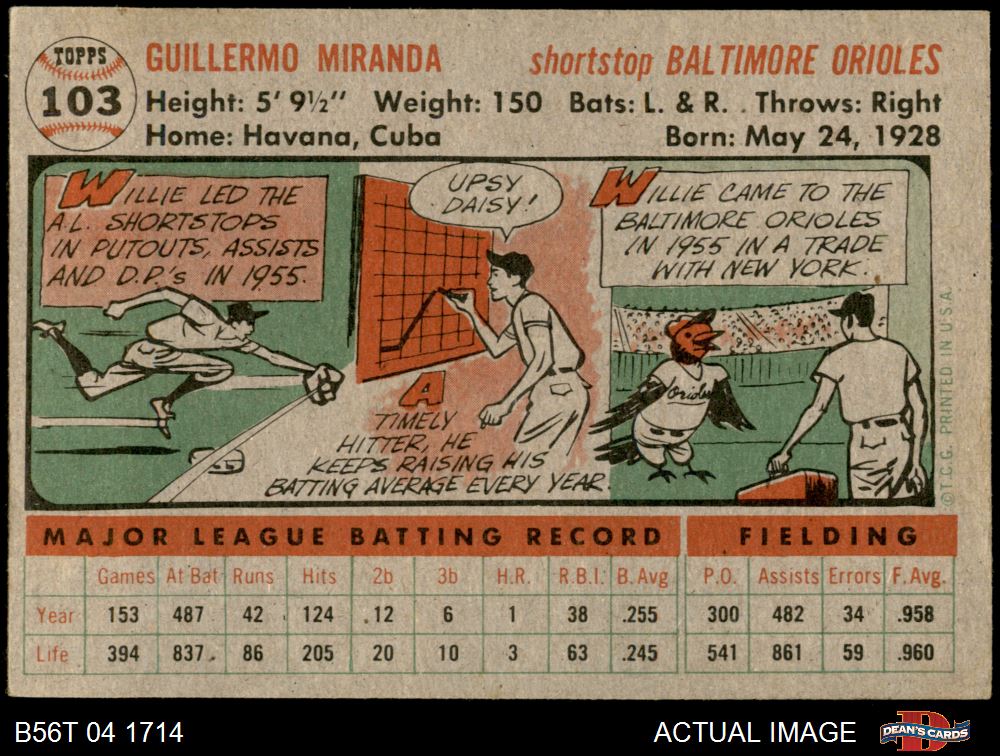 TOPPS
103
GUILLERMO MIRANDA shortstop BALTIMORE ORIOLES
Height: 5' 9½" Weight: 150 Bats: L. & R. Throws: Right
Home: Havana, Cuba Born: May 24, 1928
WILLIE LED THE
A.L. SHORTSTOPS
IN PUTOUTS, ASSISTS
AND D.P.'s IN 1955.
UPSY
DAISY!
A
TIMELY
HITTER, HE
KEEPS RAISING HIS
BATTING AVERAGE EVERY YEAR.
WILLIE CAME TO THE
BALTIMORE ORIOLES
IN 1955 IN A TRADE
WITH NEW YORK.
Orioles
©T.C.G. PRINTED IN U.S.A.
MAJOR LEAGUE BATTING RECORD FIELDING
Games At Bat Runs Hits 2b 3b H.R. R.B.I. B. Avg P.O. Assists Errors F. Avg.
Year 153 487 42 124 12 6 1 38 .255 300 482 34 .958
Life 394 837 86 205 20 10 3 63 .245 541 861 59 .960
B56T 04 1714 ACTUAL IMAGE D DEAN'S CARDS